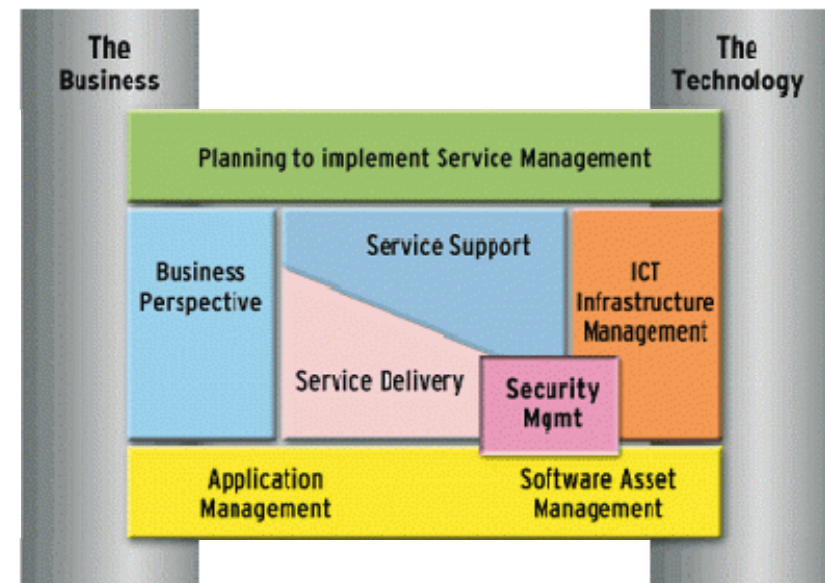 The
Business
The
Technology
Planning to implement Service Management
Business
Perspective
Service Support
ICT
Infrastructure
Management
Service Delivery
Security
Mgmt
Application
Management
Software Asset
Management